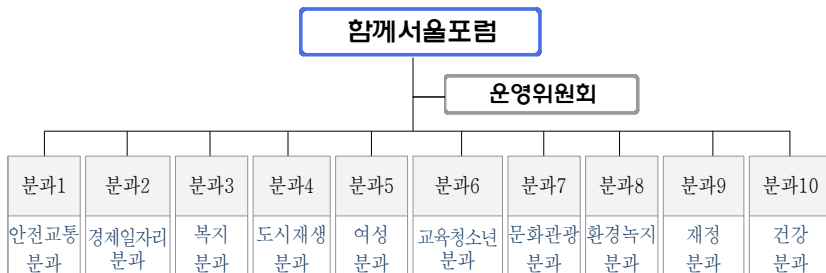 함께서울포럼
운영위원회
분과1 분과2 분과3 분과4 분과5 분과6 분과7 분과8 분과9 분과10
안전교통 경제일자리 복지 도시재생 여성 교육청소년 문화관광 환경녹지 재정 건강
분과 분과 분과 분과 분과 분과 분과 분과 분과 분과